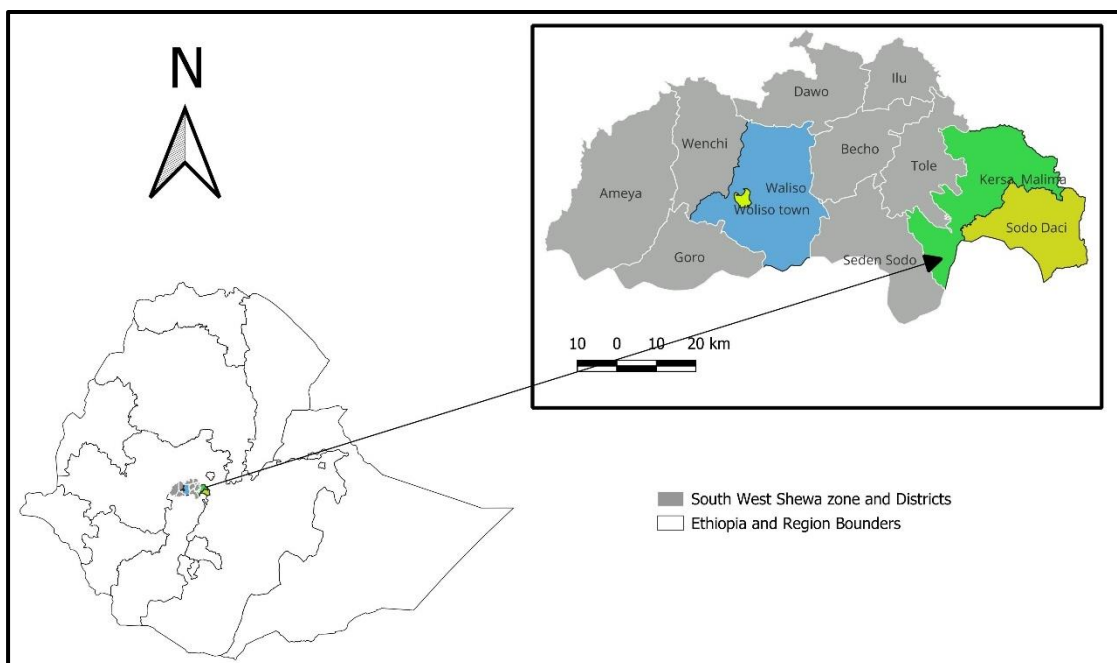 N
Ilu
Dawo
Wenchi
Becho
Tole
Kersa Malima
Waliso
Ameya
Woliso town
Sodo Daci
Goro
Seden Sodo
10 0 10 20 km
South West Shewa zone and Districts
Ethiopia and Region Bounders